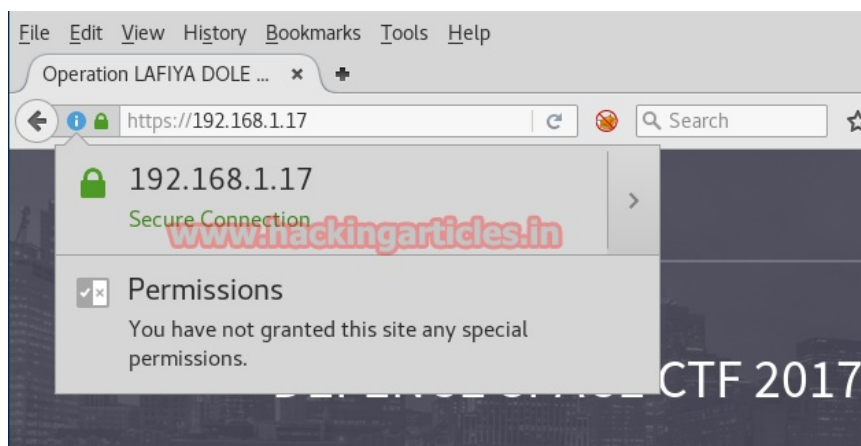 File Edit View History Bookmarks Tools Help
Operation LAFIYA DOLE ...
https://192.168.1.17
Search
192.168.1.17
Secure Connection
www.hackingarticles.in
Permissions
You have not granted this site any special
permissions.
CTF 2017